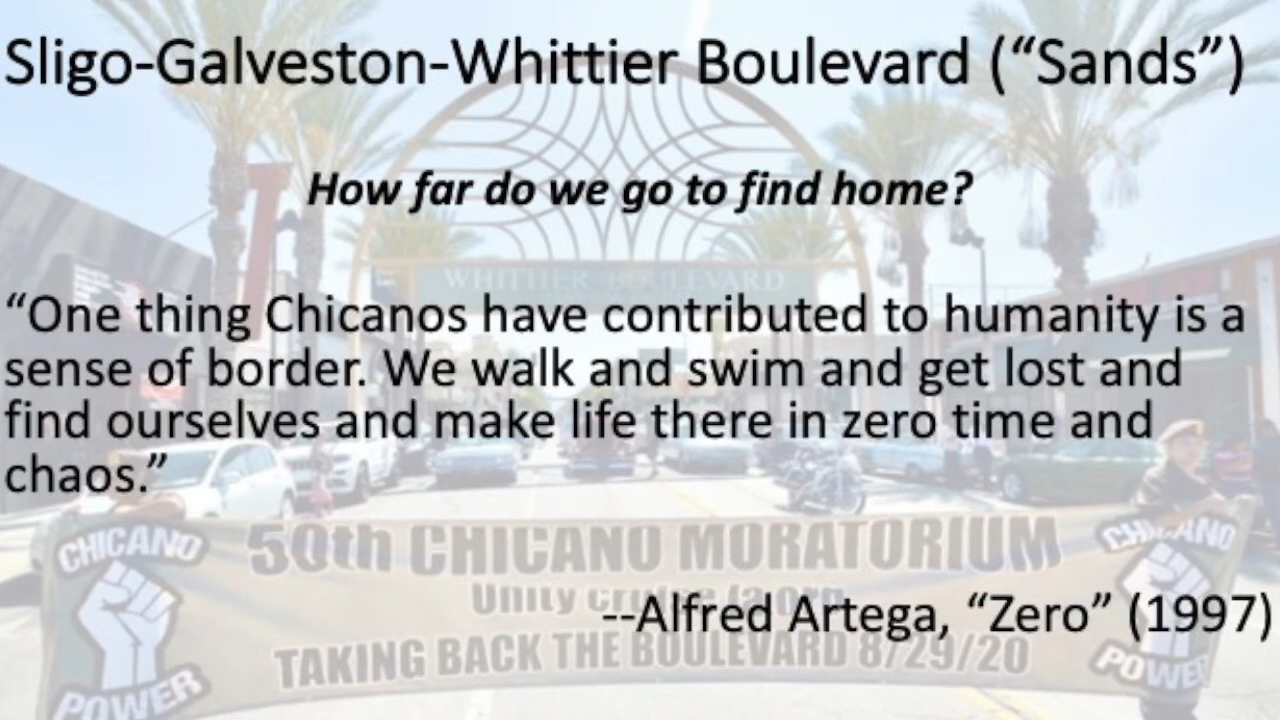 Sligo-Galveston-Whittier Boulevard (“Sands”)
How far do we go to find home?
WHITTIER BOULEVARD
“One thing Chicanos have contributed to humanity is a
sense of border. We walk and swim and get lost and
find ourselves and make life there in zero time and
chaos.”
CHICANO
POWER
50th CHICANO MORATORIUM
Unity
--Alfred Artega, “Zero” (1997)
TAKING BACK THE BOULEVARD 8/29/20
CHICANO
POWER